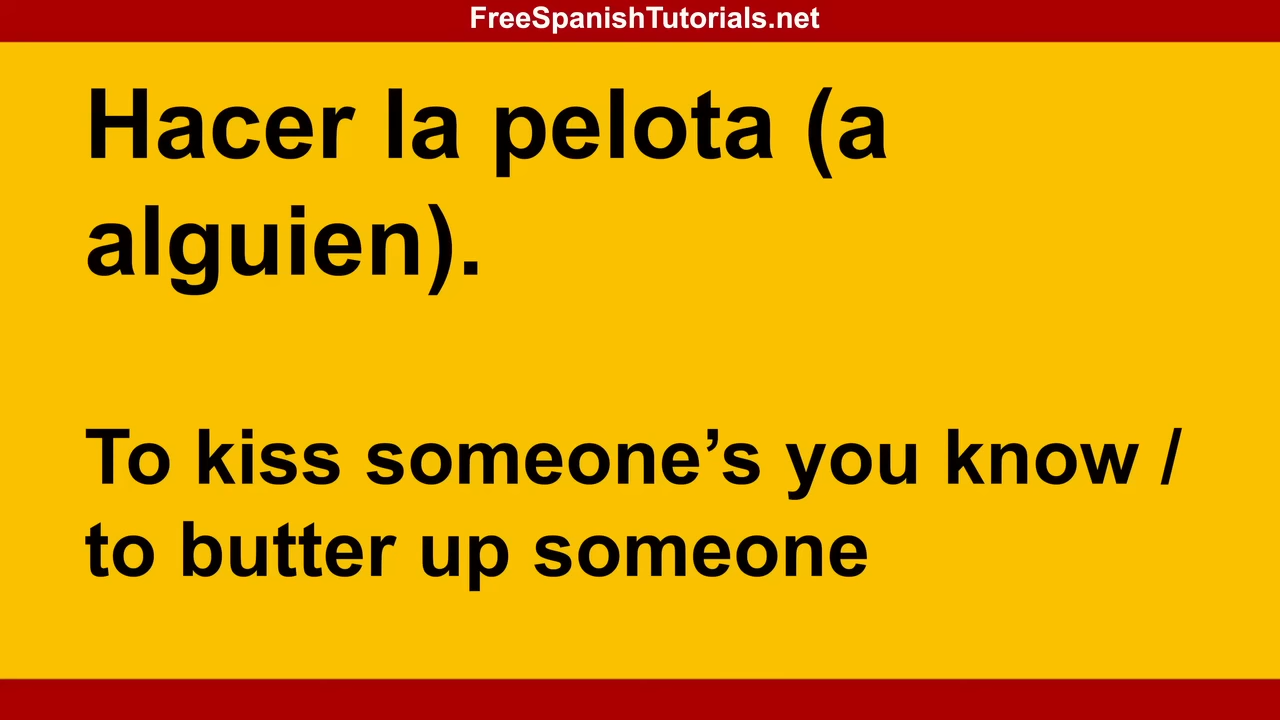 FreeSpanishTutorials.net
Hacer la pelota (a
alguien).
To kiss someone’s you know /
to butter up someone